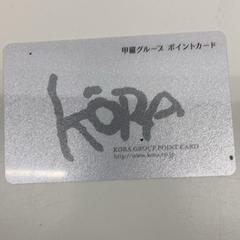 甲羅グループ ポイントカード
KŌRA
KORA GROUP POINT CARD
http://www.kora.co.jp